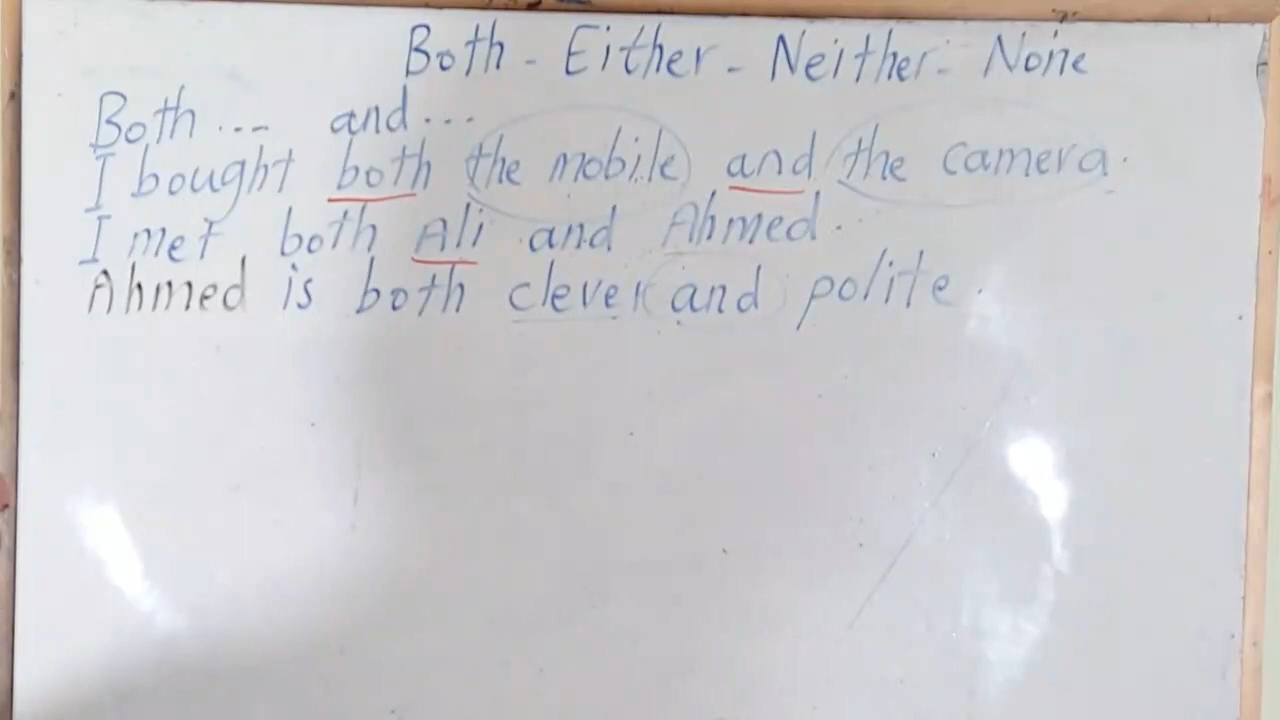 Both - Either - Neither - None
Both ... and ...
I bought both the mobile and the camera.
I met both Ali and Ahmed.
Ahmed is both clever and polite.